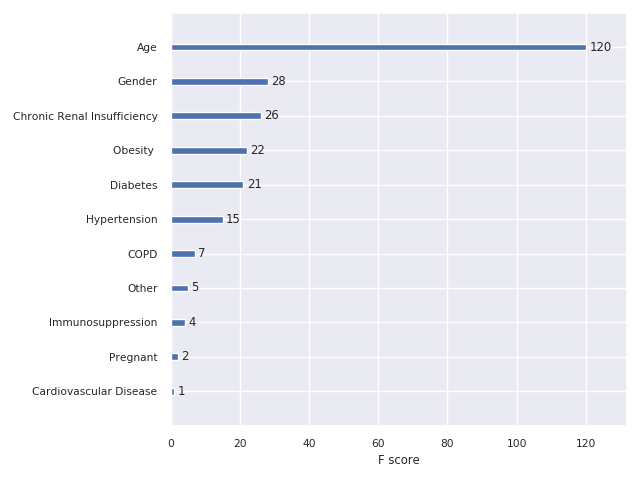 Age 120
Gender 28
Chronic Renal Insufficiency 26
Obesity 22
Diabetes 21
Hypertension 15
COPD 7
Other 5
Immunosuppression 4
Pregnant 2
Cardiovascular Disease 1
0 20 40 60 80 100 120
F score